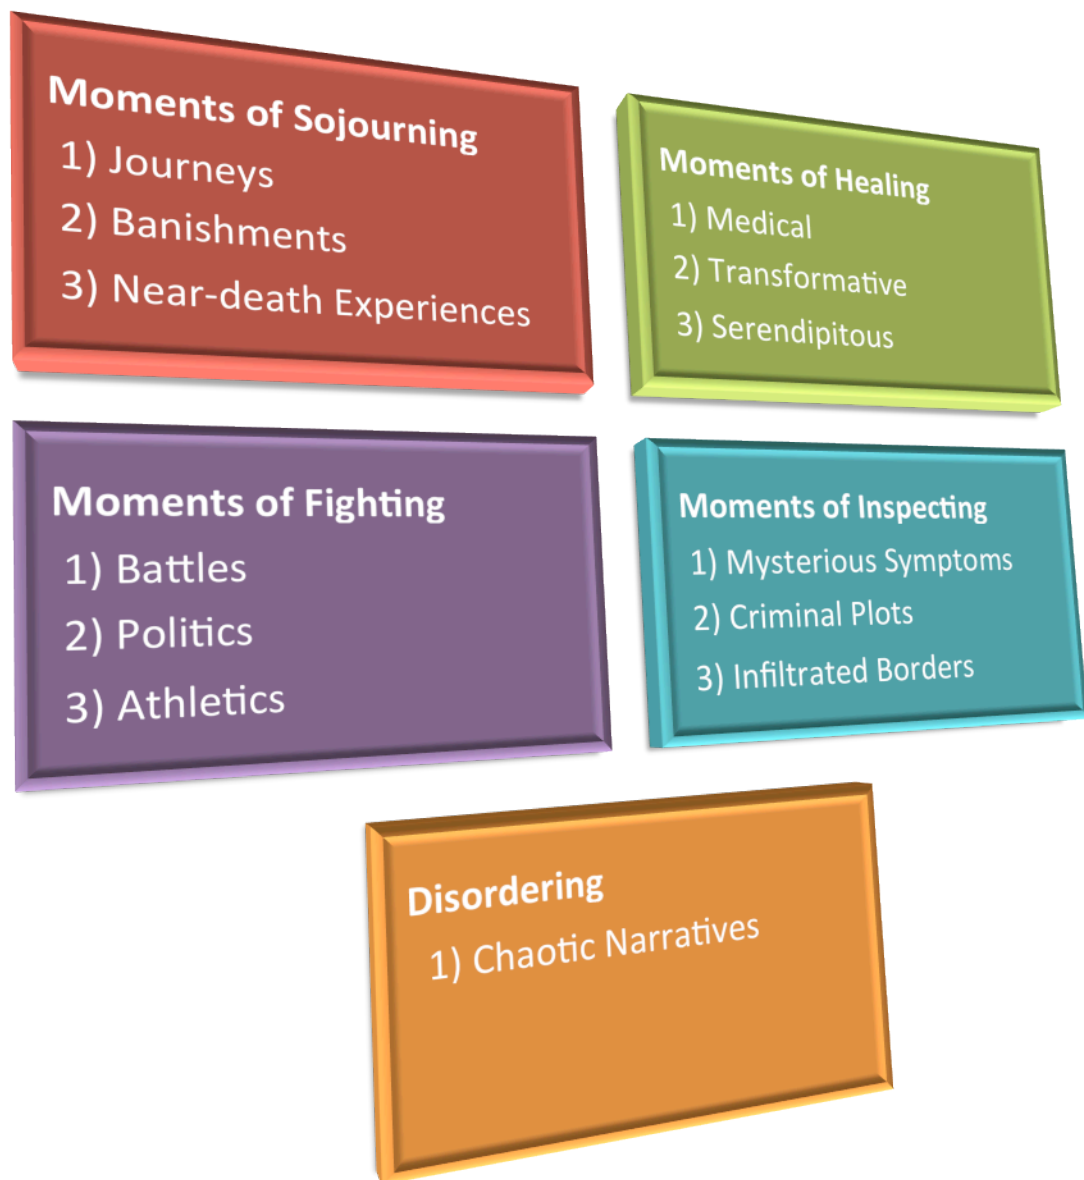 Moments of Sojourning
1) Journeys
2) Banishments
3) Near-death Experiences
Moments of Healing
1) Medical
2) Transformative
3) Serendipitous
Moments of Fighting
1) Battles
2) Politics
3) Athletics
Moments of Inspecting
1) Mysterious Symptoms
2) Criminal Plots
3) Infiltrated Borders
Disordering
1) Chaotic Narratives